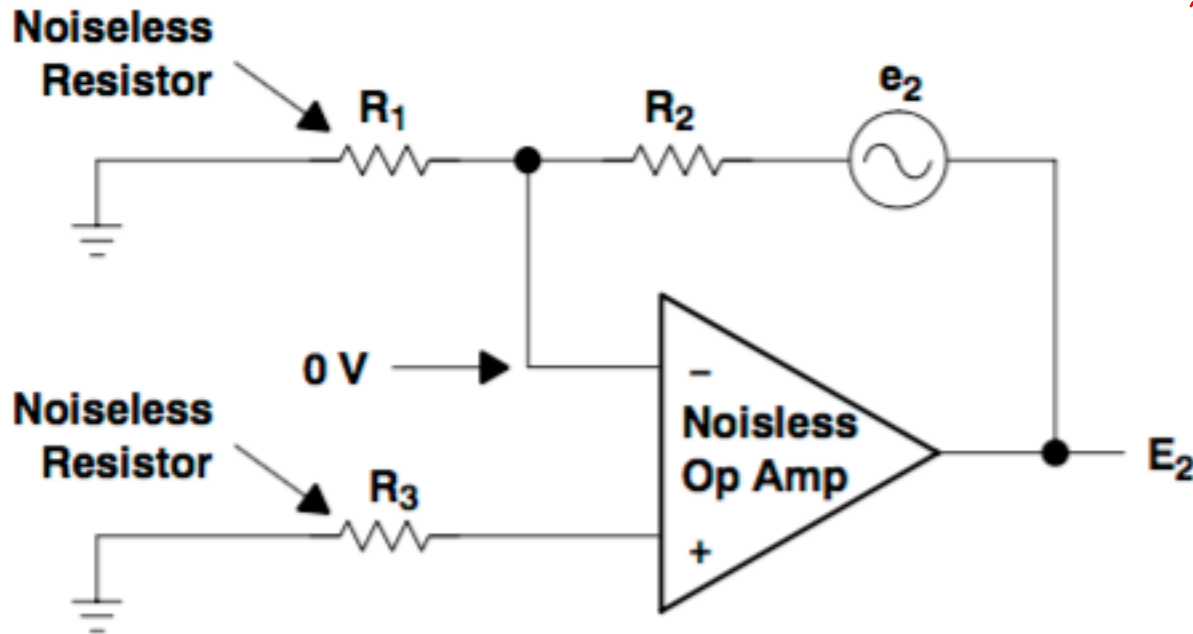 Noiseless
Resistor
R1
R2
e2
0 V
Noiseless
Resistor
R3
−
Noisless
Op Amp
+
E2